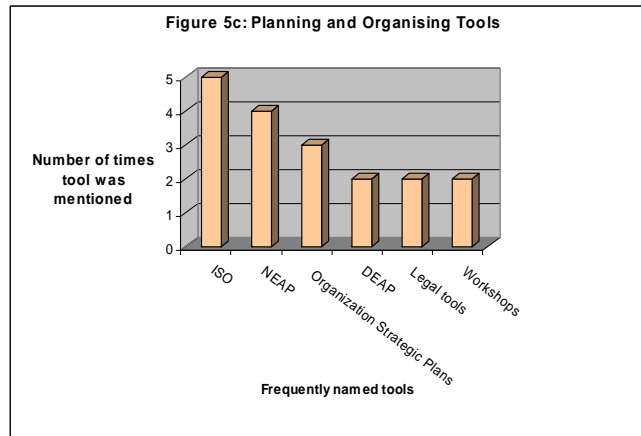 Figure 5c: Planning and Organising Tools
5
4
3
2
1
0
Number of times
tool was
mentioned
ISO
NEAP
Organization Strategic Plans
DEAP
Legal tools
Workshops
Frequently named tools